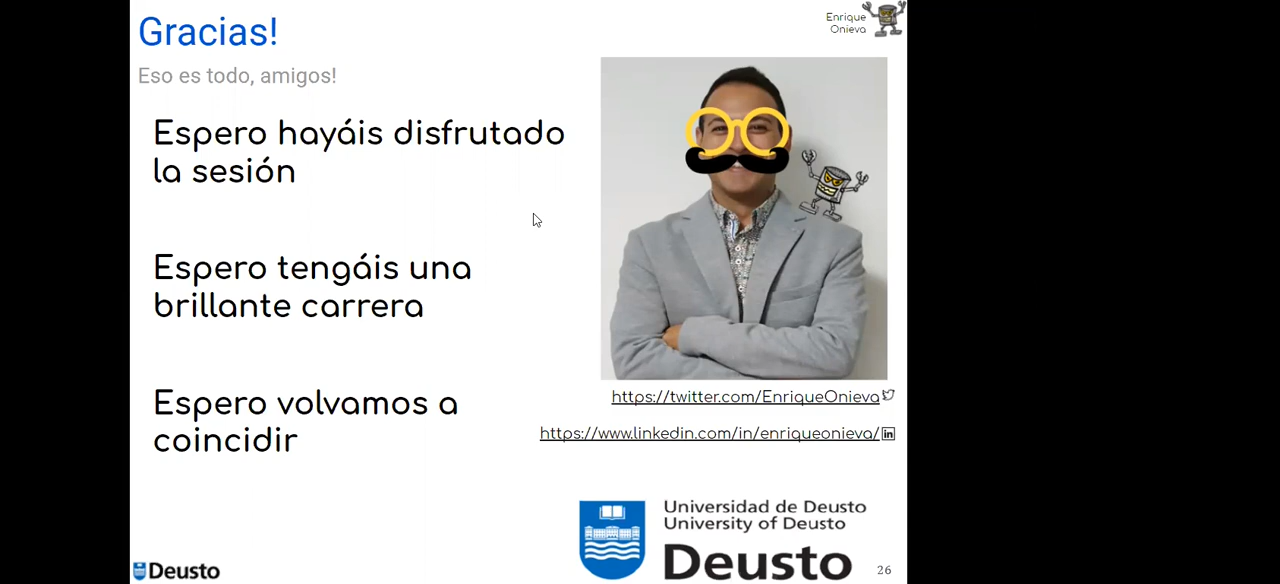 Gracias!
Enrique
Onieva
Eso es todo, amigos!
Espero hayáis disfrutado
la sesión
Espero tengáis una
brillante carrera
Espero volvamos a
coincidir
https://twitter.com/EnriqueOnieva
https://www.linkedin.com/in/enriqueonieva/
in
Universidad de Deusto
University of Deusto
Deusto
Deusto
26